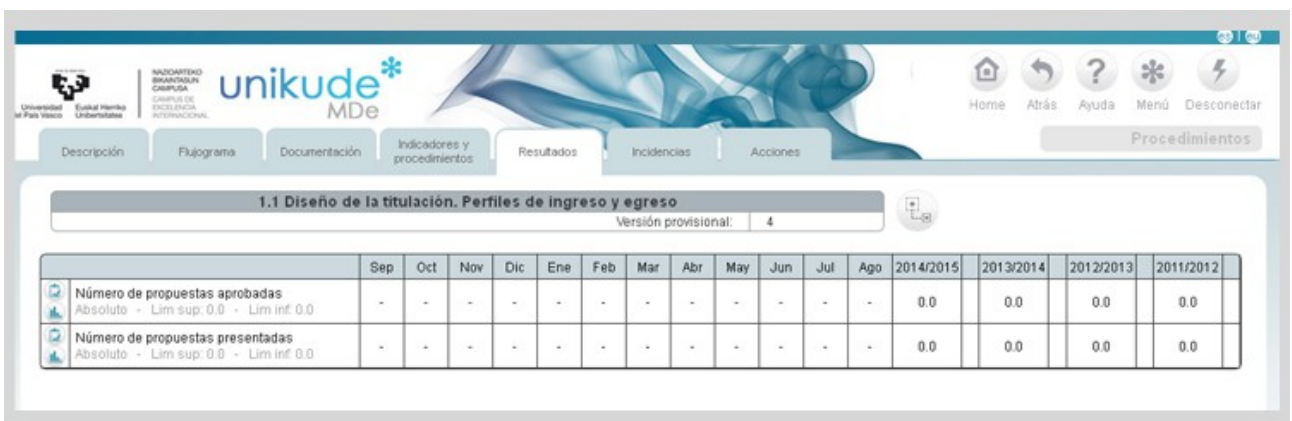 es | eu
Universidad del País Vasco
Euskal Herriko Unibertsitatea
NAZIOARTEKO
BIKAINTASUN
CAMPUSA
CAMPUS DE
EXCELENCIA
INTERNACIONAL
unikude
MDe
Home Atrás Ayuda Menú Desconectar
Procedimientos
Descripción Flujograma Documentación Indicadores y procedimientos Resultados Incidencias Acciones
1.1 Diseño de la titulación. Perfiles de ingreso y egreso
Versión provisional: 4
Sep Oct Nov Dic Ene Feb Mar Abr May Jun Jul Ago 2014/2015 2013/2014 2012/2013 2011/2012
Número de propuestas aprobadas
Absoluto - Lim sup: 0.0 - Lim inf: 0.0
- - - - - - - - - - - - 0.0 0.0 0.0 0.0
Número de propuestas presentadas
Absoluto - Lim sup: 0.0 - Lim inf: 0.0
- - - - - - - - - - - - 0.0 0.0 0.0 0.0